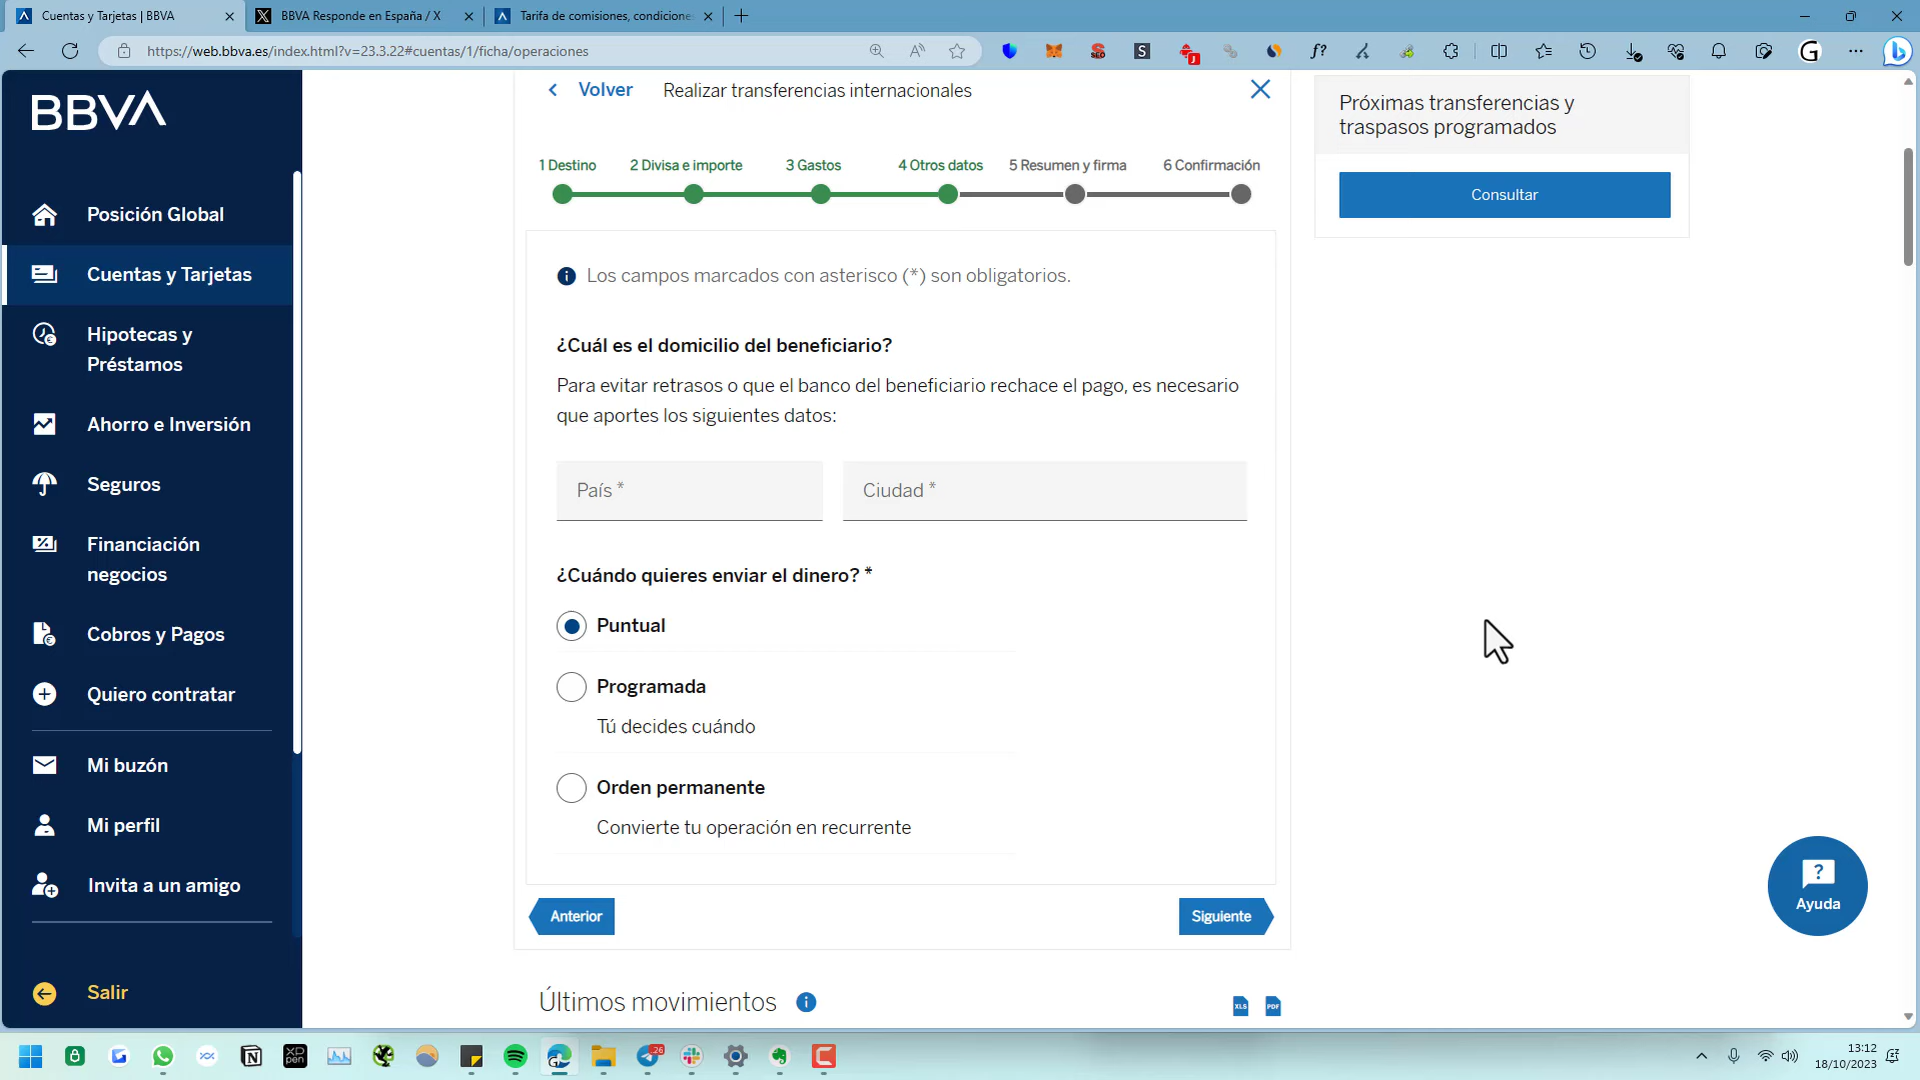 Cuentas y Tarjetas | BBVA
BBVA Responde en España / X
Tarifa de comisiones, condicione
https://web.bbva.es/index.html?v=23.3.22#cuentas/1/ficha/operaciones
BBVA
Posición Global
Cuentas y Tarjetas
Hipotecas y
Préstamos
Ahorro e Inversión
Seguros
Financiación
negocios
Cobros y Pagos
Quiero contratar
Mi buzón
Mi perfil
Invita a un amigo
Salir
Volver
Realizar transferencias internacionales
1 Destino
2 Divisa e importe
3 Gastos
4 Otros datos
5 Resumen y firma
6 Confirmación
Los campos marcados con asterisco (*) son obligatorios.
¿Cuál es el domicilio del beneficiario?
Para evitar retrasos o que el banco del beneficiario rechace el pago, es necesario
que aportes los siguientes datos:
País *
Ciudad *
¿Cuándo quieres enviar el dinero? *
Puntual
Programada
Tú decides cuándo
Orden permanente
Convierte tu operación en recurrente
Anterior
Siguiente
Últimos movimientos
XLS
PDF
Próximas transferencias y
traspasos programados
Consultar
?
Ayuda
26
13:12
18/10/2023